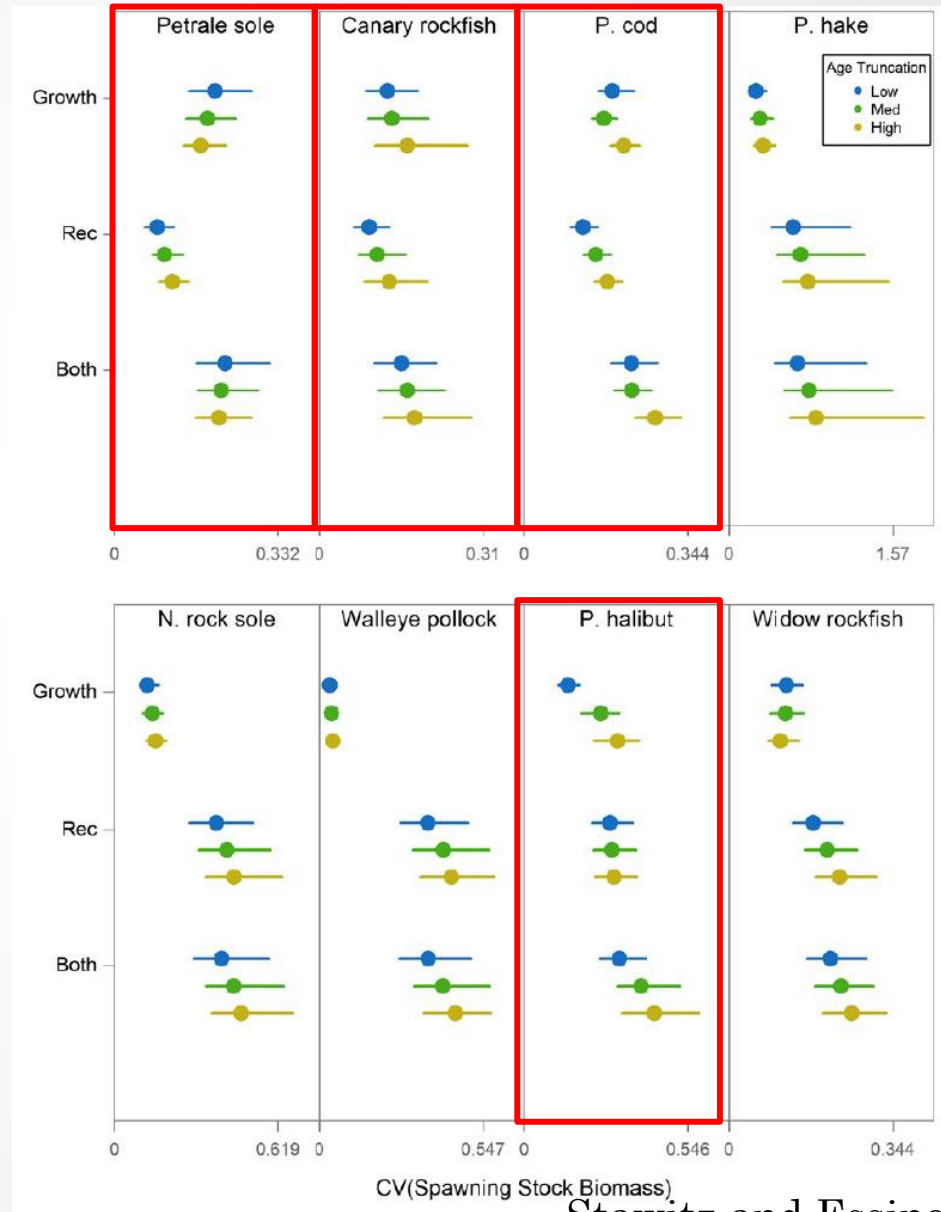 Petrale sole Canary rockfish P. cod P. hake
Age Truncation
Low
Med
High
Growth
Rec
Both
0 0.332 0 0.31 0 0.344 0 1.57
N. rock sole Walleye pollock P. halibut Widow rockfish
Growth
Rec
Both
0 0.619 0 0.547 0 0.546 0 0.344
CV(Spawning Stock Biomass)